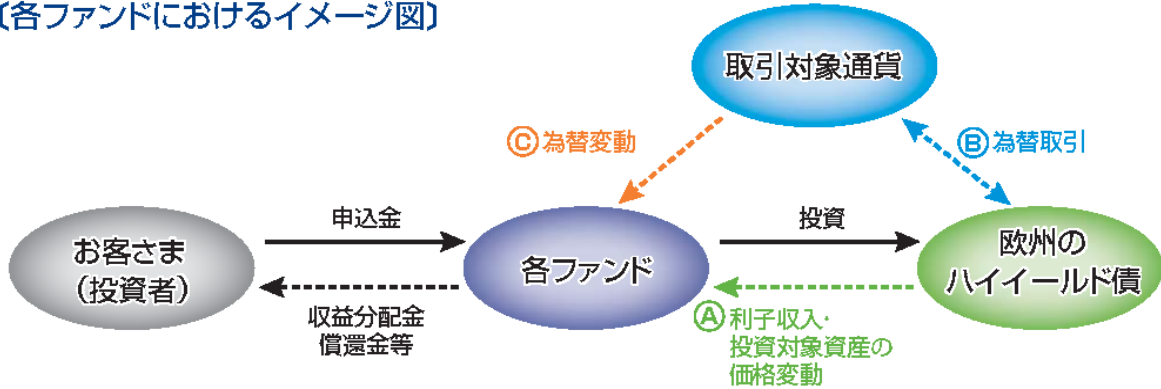 〔各ファンドにおけるイメージ図〕
取引対象通貨
Ⓒ為替変動
Ⓑ為替取引
お客さま
（投資者）
申込金
収益分配金
償還金等
各ファンド
投資
Ⓐ利子収入・
投資対象資産の
価格変動
欧州の
ハイイールド債